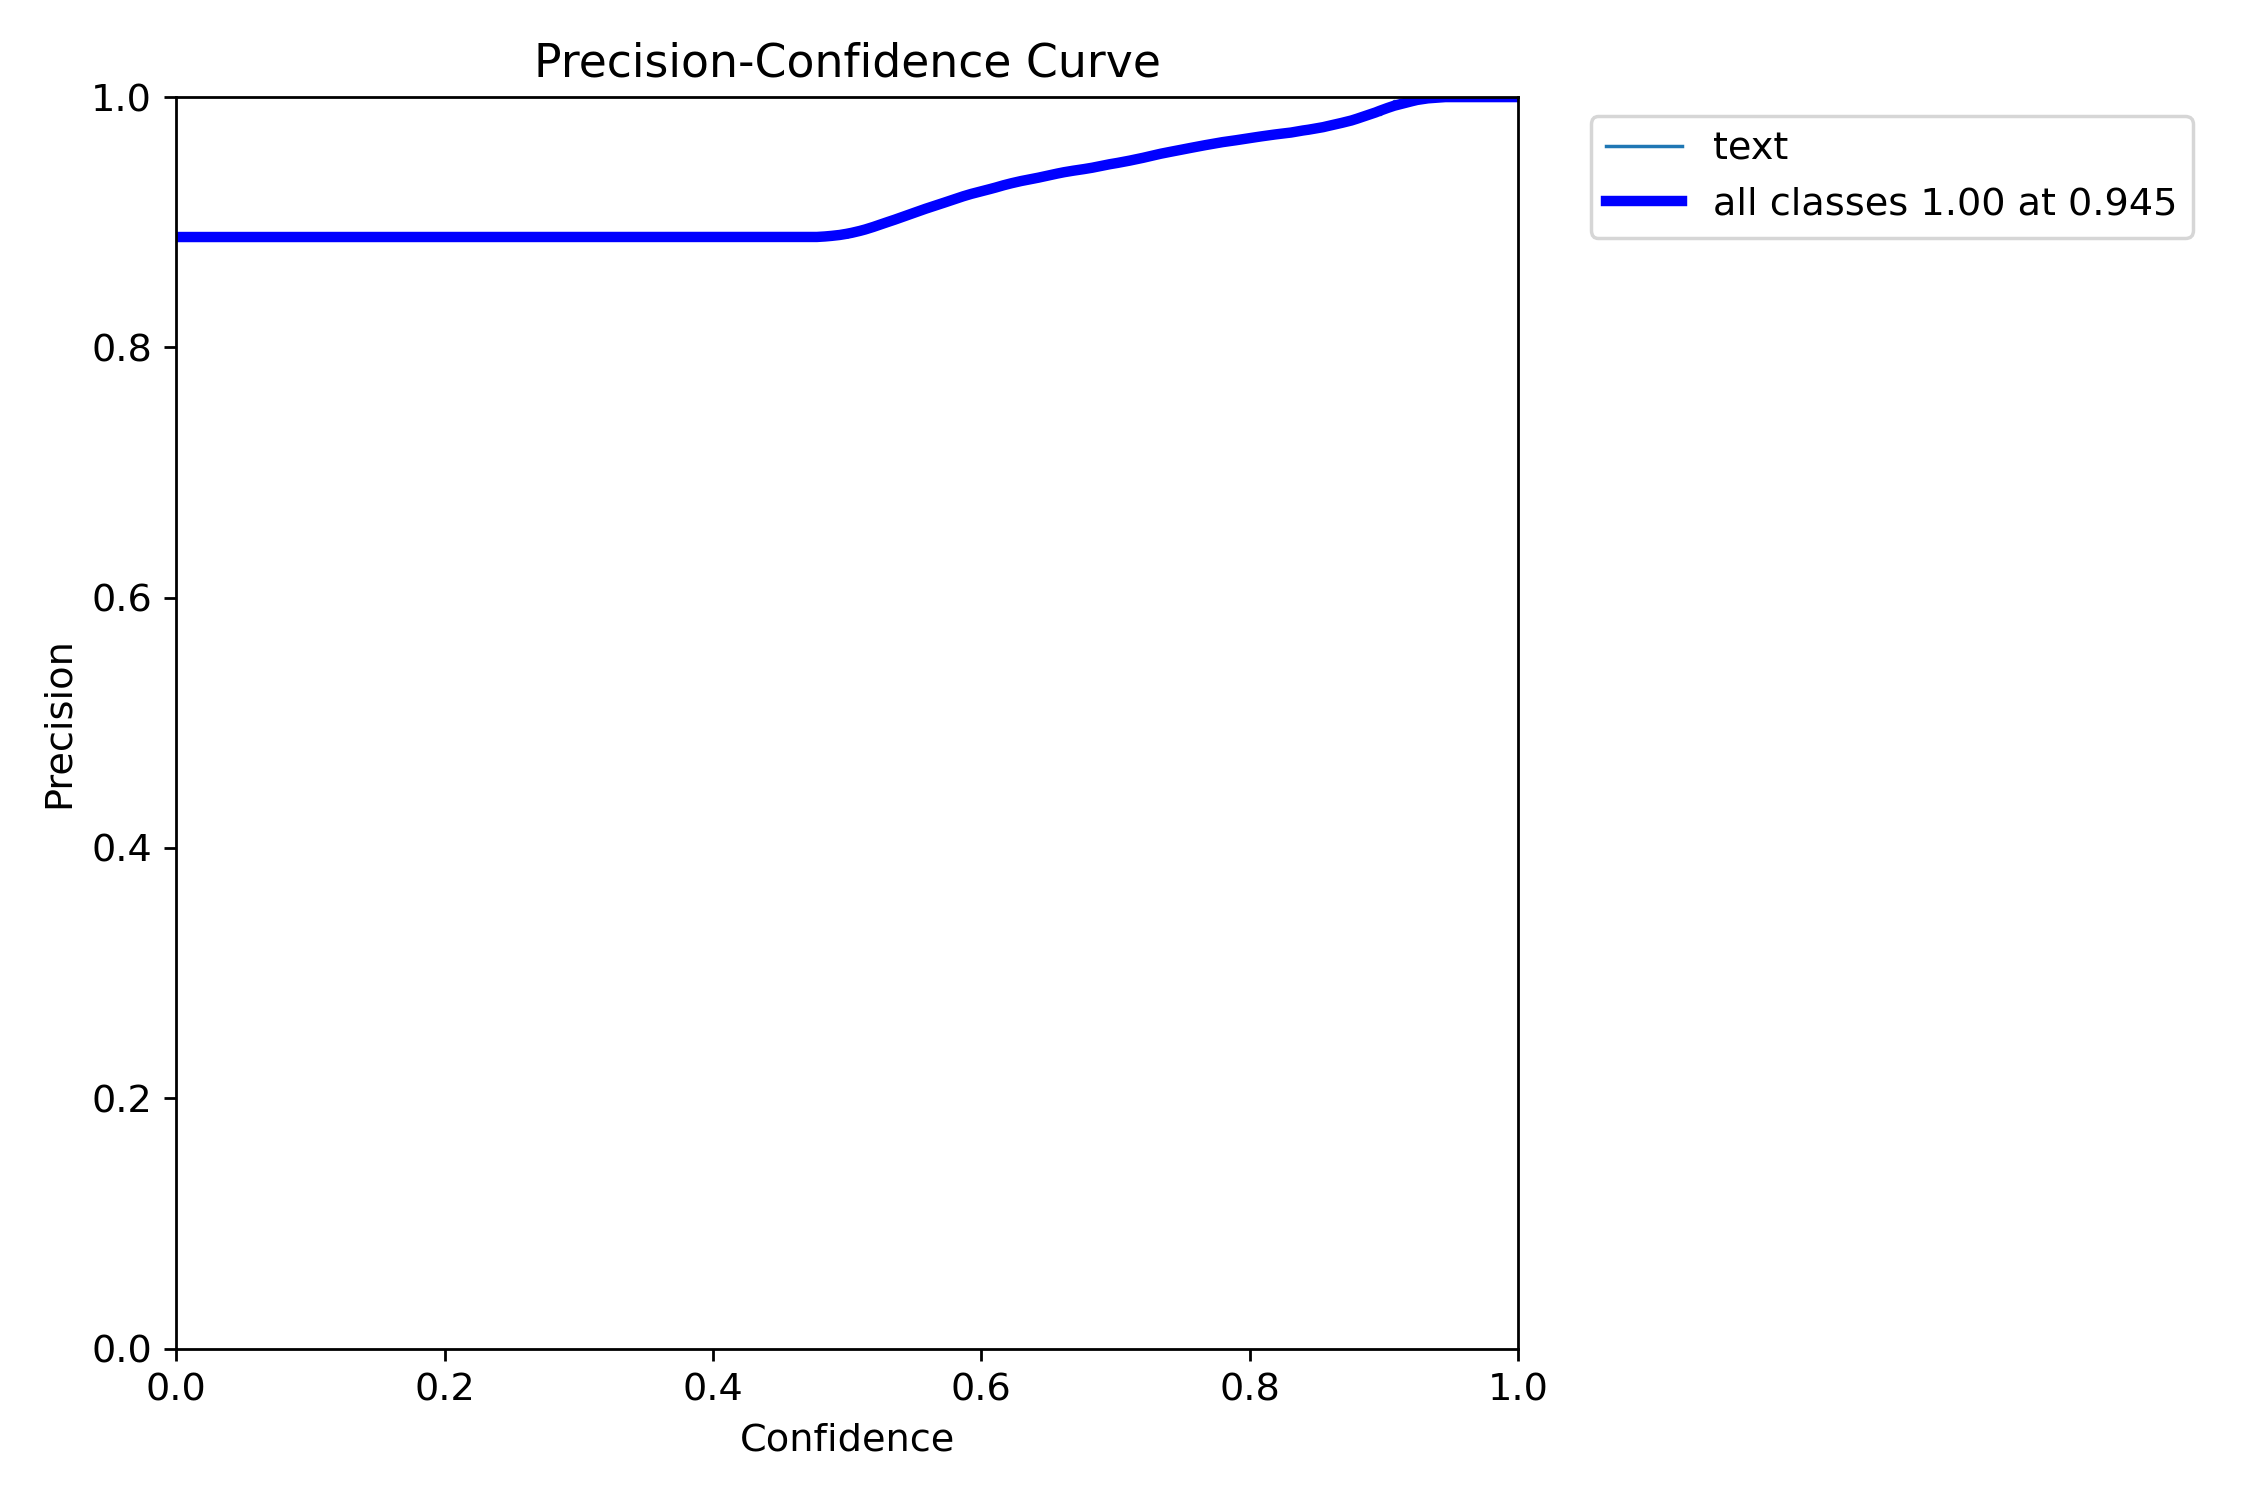 Precision-Confidence Curve
1.0
0.8
0.6
0.4
0.2
0.0
Precision
0.0 0.2 0.4 0.6 0.8 1.0
Confidence
text
all classes 1.00 at 0.945